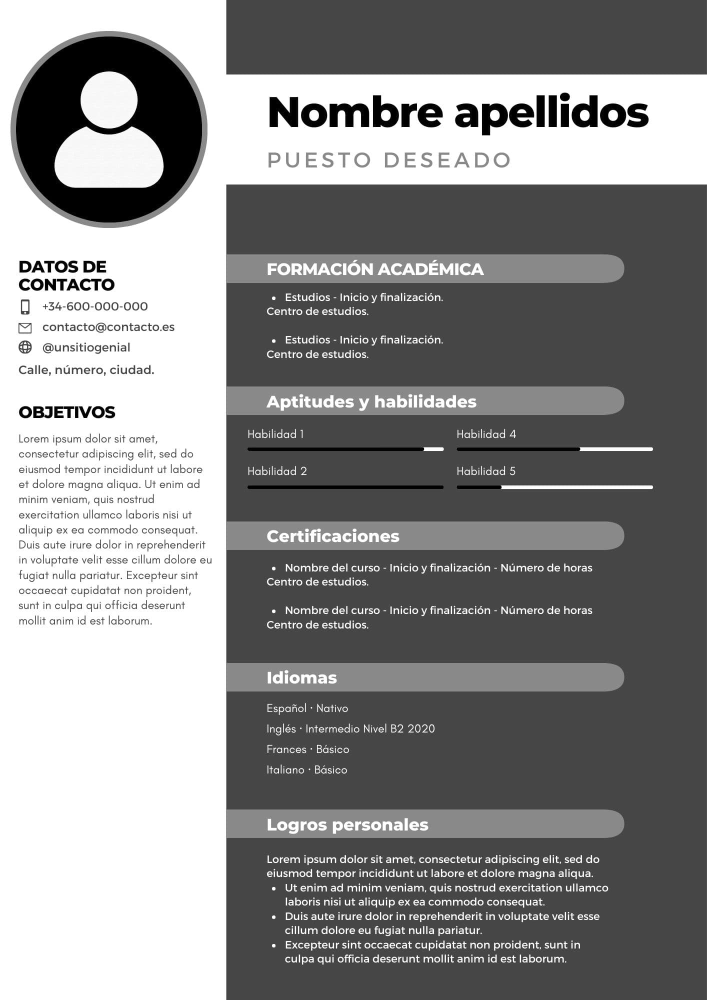 Nombre apellidos
PUESTO DESEADO
DATOS DE
CONTACTO
+34-600-000-000
contacto@contacto.es
@unsitiogenial
Calle, número, ciudad.
OBJETIVOS
Lorem ipsum dolor sit amet,
consectetur adipiscing elit, sed do
eiusmod tempor incididunt ut labore
et dolore magna aliqua. Ut enim ad
minim veniam, quis nostrud
exercitation ullamco laboris nisi ut
aliquip ex ea commodo consequat.
Duis aute irure dolor in reprehenderit
in voluptate velit esse cillum dolore eu
fugiat nulla pariatur. Excepteur sint
occaecat cupidatat non proident,
sunt in culpa qui officia deserunt
mollit anim id est laborum.
FORMACIÓN ACADÉMICA
• Estudios - Inicio y finalización.
Centro de estudios.
• Estudios - Inicio y finalización.
Centro de estudios.
Aptitudes y habilidades
Habilidad 1
Habilidad 4
Habilidad 2
Habilidad 5
Certificaciones
• Nombre del curso - Inicio y finalización - Número de horas
Centro de estudios.
• Nombre del curso - Inicio y finalización - Número de horas
Centro de estudios.
Idiomas
Español · Nativo
Inglés · Intermedio Nivel B2 2020
Frances · Básico
Italiano · Básico
Logros personales
Lorem ipsum dolor sit amet, consectetur adipiscing elit, sed do
eiusmod tempor incididunt ut labore et dolore magna aliqua.
• Ut enim ad minim veniam, quis nostrud exercitation ullamco
laboris nisi ut aliquip ex ea commodo consequat.
• Duis aute irure dolor in reprehenderit in voluptate velit esse
cillum dolore eu fugiat nulla pariatur.
• Excepteur sint occaecat cupidatat non proident, sunt in
culpa qui officia deserunt mollit anim id est laborum.